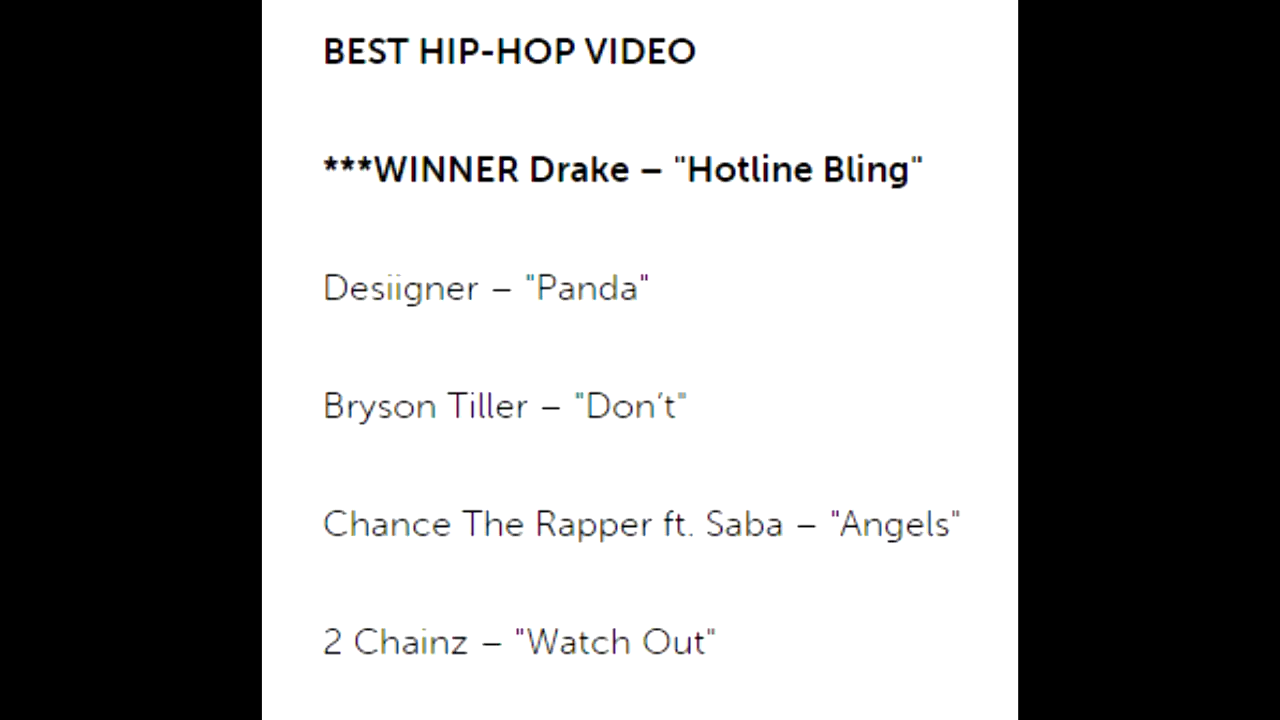 BEST HIP-HOP VIDEO
***WINNER Drake – "Hotline Bling"
Desiigner – "Panda"
Bryson Tiller – "Don’t"
Chance The Rapper ft. Saba – "Angels"
2 Chainz – "Watch Out"